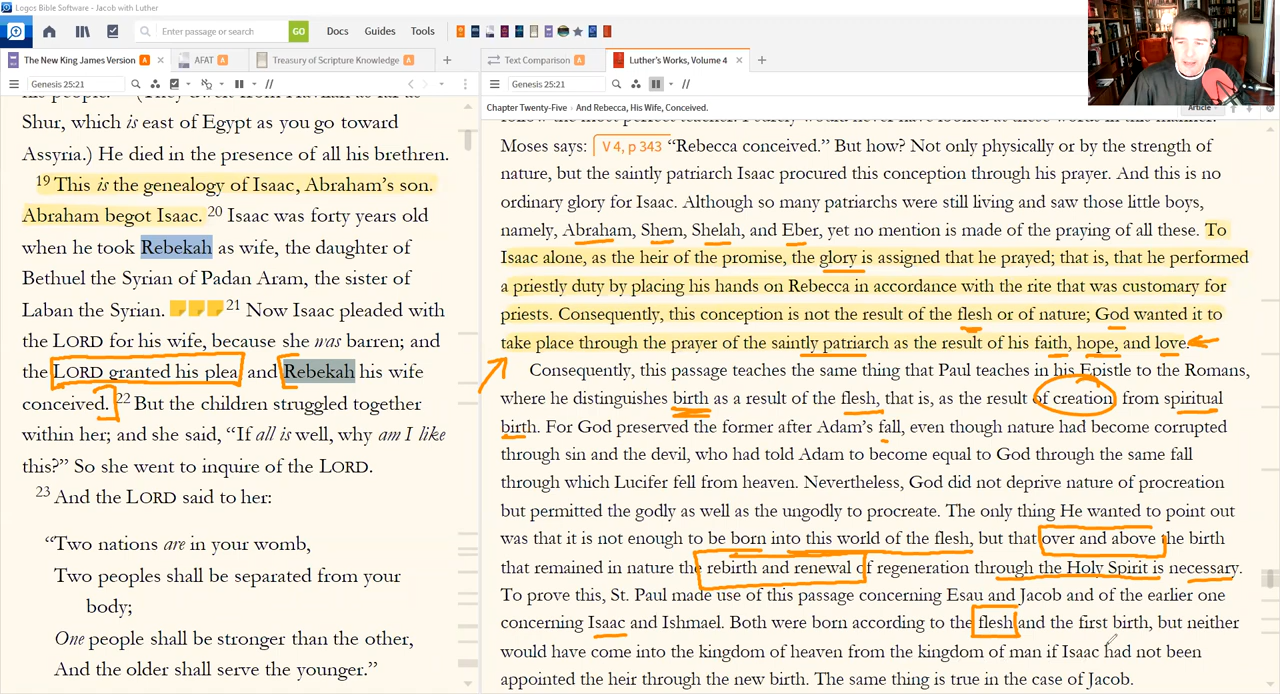 Logos Bible Software - Jacob with Luther
Enter passage or search
GO
Docs
Guides
Tools
The New King James Version A
AFAT A
Treasury of Scripture Knowledge A
Genesis 25:21
Shur, which is east of Egypt as you go toward
Assyria.) He died in the presence of all his brethren.
19 This is the genealogy of Isaac, Abraham's son.
Abraham begot Isaac. 20 Isaac was forty years old
when he took Rebekah as wife, the daughter of
Bethuel the Syrian of Padan Aram, the sister of
Laban the Syrian. 21 Now Isaac pleaded with
the LORD for his wife, because she was barren; and
the LORD granted his plea, and Rebekah his wife
conceived. 22 But the children struggled together
within her; and she said, “If all is well, why am I like
this?” So she went to inquire of the LORD.
23 And the LORD said to her:
“Two nations are in your womb,
Two peoples shall be separated from your
body;
One people shall be stronger than the other,
And the older shall serve the younger.”
Text Comparison A
Luther's Works, Volume 4
Genesis 25:21
Chapter Twenty-Five › And Rebecca, His Wife, Conceived.
Article
Moses says: V 4, p 343 “Rebecca conceived.” But how? Not only physically or by the strength of
nature, but the saintly patriarch Isaac procured this conception through his prayer. And this is no
ordinary glory for Isaac. Although so many patriarchs were still living and saw those little boys,
namely, Abraham, Shem, Shelah, and Eber, yet no mention is made of the praying of all these. To
Isaac alone, as the heir of the promise, the glory is assigned that he prayed; that is, that he performed
a priestly duty by placing his hands on Rebecca in accordance with the rite that was customary for
priests. Consequently, this conception is not the result of the flesh or of nature; God wanted it to
take place through the prayer of the saintly patriarch as the result of his faith, hope, and love.
Consequently, this passage teaches the same thing that Paul teaches in his Epistle to the Romans,
where he distinguishes birth as a result of the flesh, that is, as the result of creation, from spiritual
birth. For God preserved the former after Adam's fall, even though nature had become corrupted
through sin and the devil, who had told Adam to become equal to God through the same fall
through which Lucifer fell from heaven. Nevertheless, God did not deprive nature of procreation
but permitted the godly as well as the ungodly to procreate. The only thing He wanted to point out
was that it is not enough to be born into this world of the flesh, but that over and above the birth
that remained in nature the rebirth and renewal of regeneration through the Holy Spirit is necessary.
To prove this, St. Paul made use of this passage concerning Esau and Jacob and of the earlier one
concerning Isaac and Ishmael. Both were born according to the flesh and the first birth, but neither
would have come into the kingdom of heaven from the kingdom of man if Isaac had not been
appointed the heir through the new birth. The same thing is true in the case of Jacob.